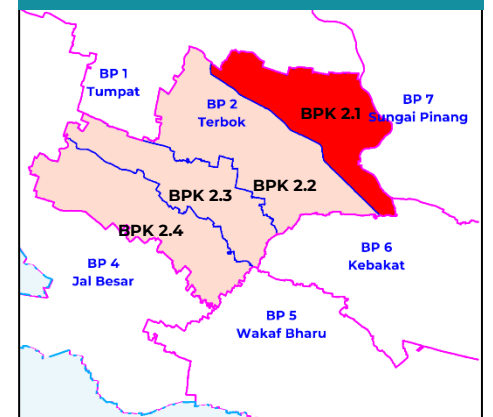 BP 1
Tumpat
BP 2
Terbok
BPK 2.1
BP 7
Sungai Pinang
BPK 2.2
BPK 2.3
BPK 2.4
BP 6
Kebakat
BP 4
Jal Besar
BP 5
Wakaf Bharu